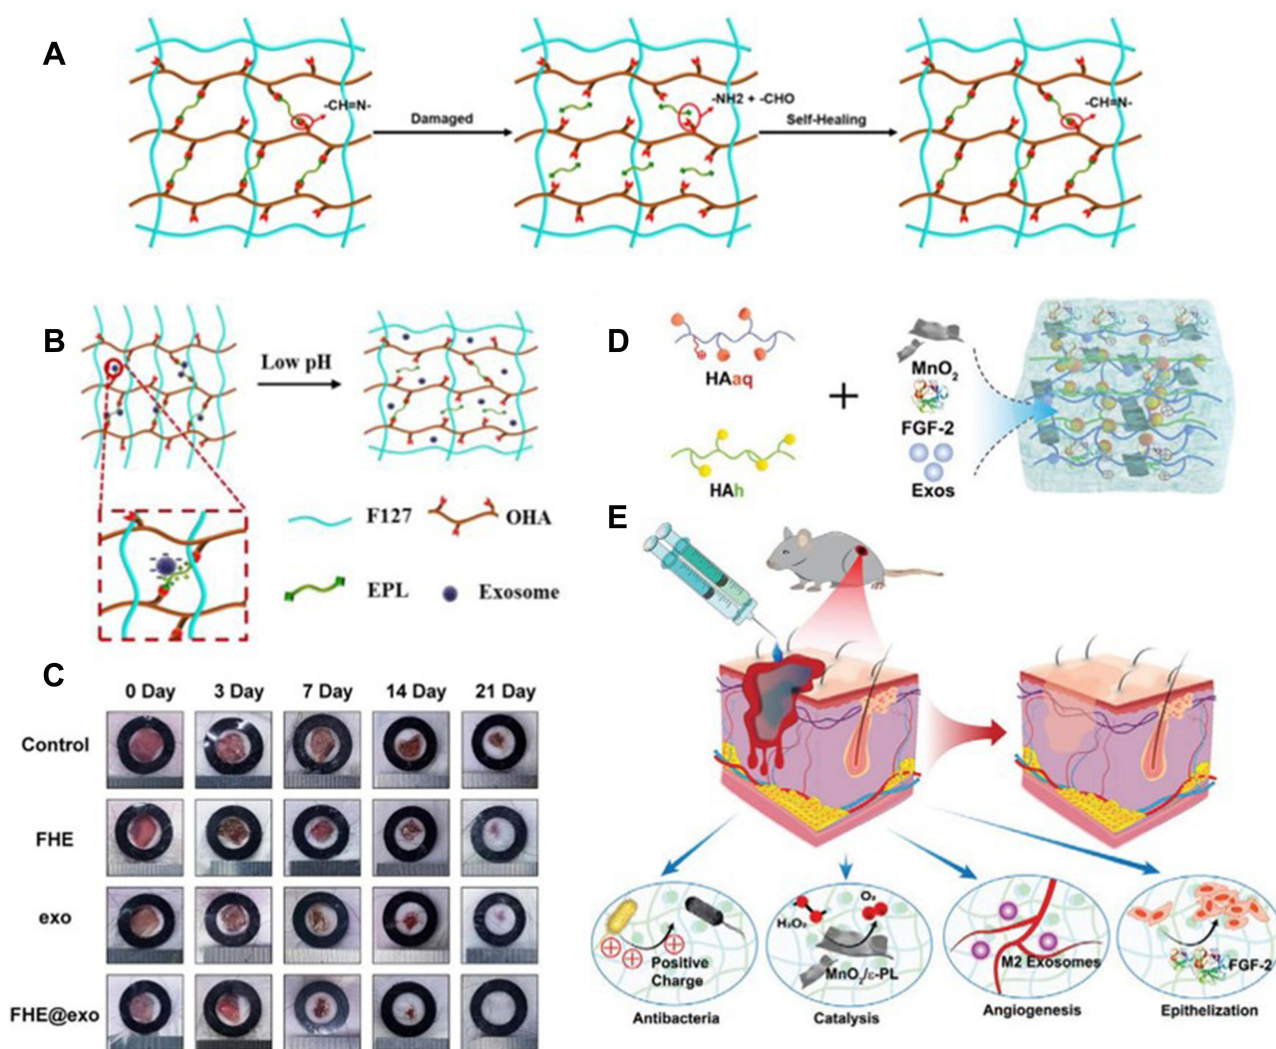 A
-CH=N-
Damaged
-NH2 + -CHO
Self-Healing
-CH=N-
B
Low pH
F127
OHA
EPL
Exosome
C
0 Day 3 Day 7 Day 14 Day 21 Day
Control
FHE
exo
FHE@exo
D
HAaq
HAh
+
MnO₂
FGF-2
Exos
E
H₂O₂
O₂
Positive
Charge
MnO₂/ε-PL
M2 Exosomes
FGF-2
Antibacteria
Catalysis
Angiogenesis
Epithelization